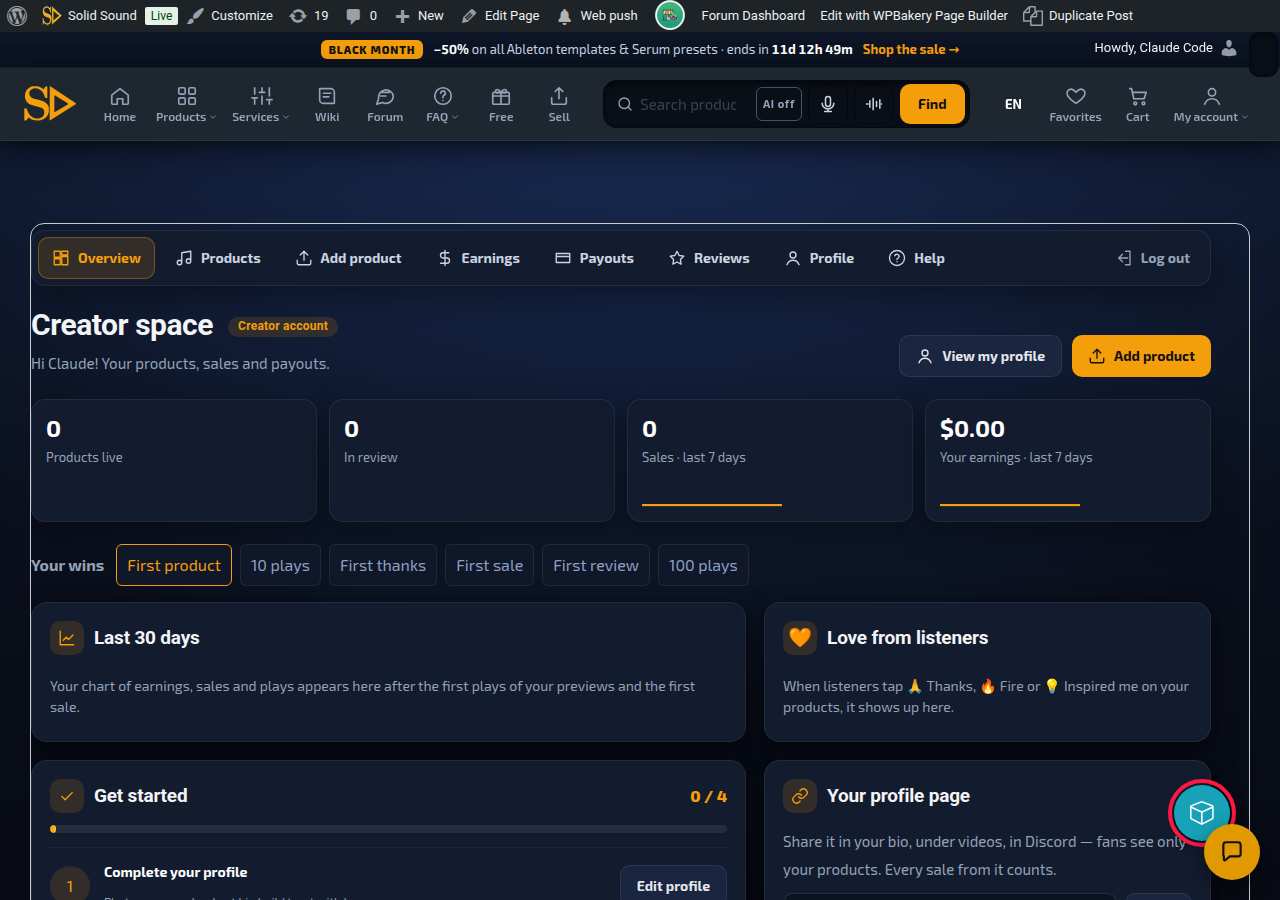 Solid Sound Live Customize 19 0 New Edit Page Web push Forum Dashboard Edit with WPBakery Page Builder Duplicate Post
BLACK MONTH −50% on all Ableton templates & Serum presets · ends in 11d 12h 49m Shop the sale →
Howdy, Claude Code
Home Products Services Wiki Forum FAQ Free Sell
Search produc AI off Find EN
Favorites Cart My account
Overview Products Add product Earnings Payouts Reviews Profile Help Log out
Creator space Creator account
Hi Claude! Your products, sales and payouts.
View my profile Add product
0
Products live
0
In review
0
Sales · last 7 days
$0.00
Your earnings · last 7 days
Your wins First product 10 plays First thanks First sale First review 100 plays
Last 30 days
Your chart of earnings, sales and plays appears here after the first plays of your previews and the first
sale.
Love from listeners
When listeners tap 🙏 Thanks, 🔥 Fire or 💡 Inspired me on your
products, it shows up here.
Get started 0 / 4
1 Complete your profile
Edit profile
Your profile page
Share it in your bio, under videos, in Discord — fans see only
your products. Every sale from it counts.